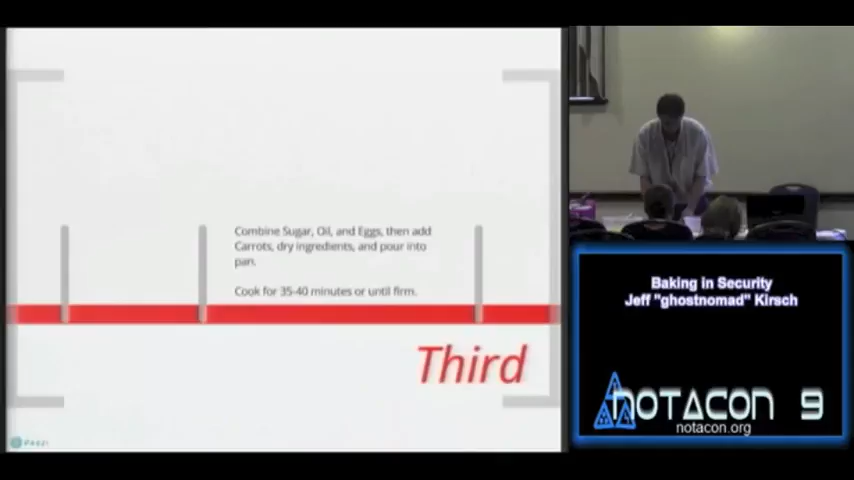 Combine Sugar, Oil, and Eggs, then add
Carrots, dry ingredients, and pour into
pan.
Cook for 35-40 minutes or until firm.
Third
Prezi
Baking in Security
Jeff "ghostnomad" Kirsch
NOTACON 9
notacon.org